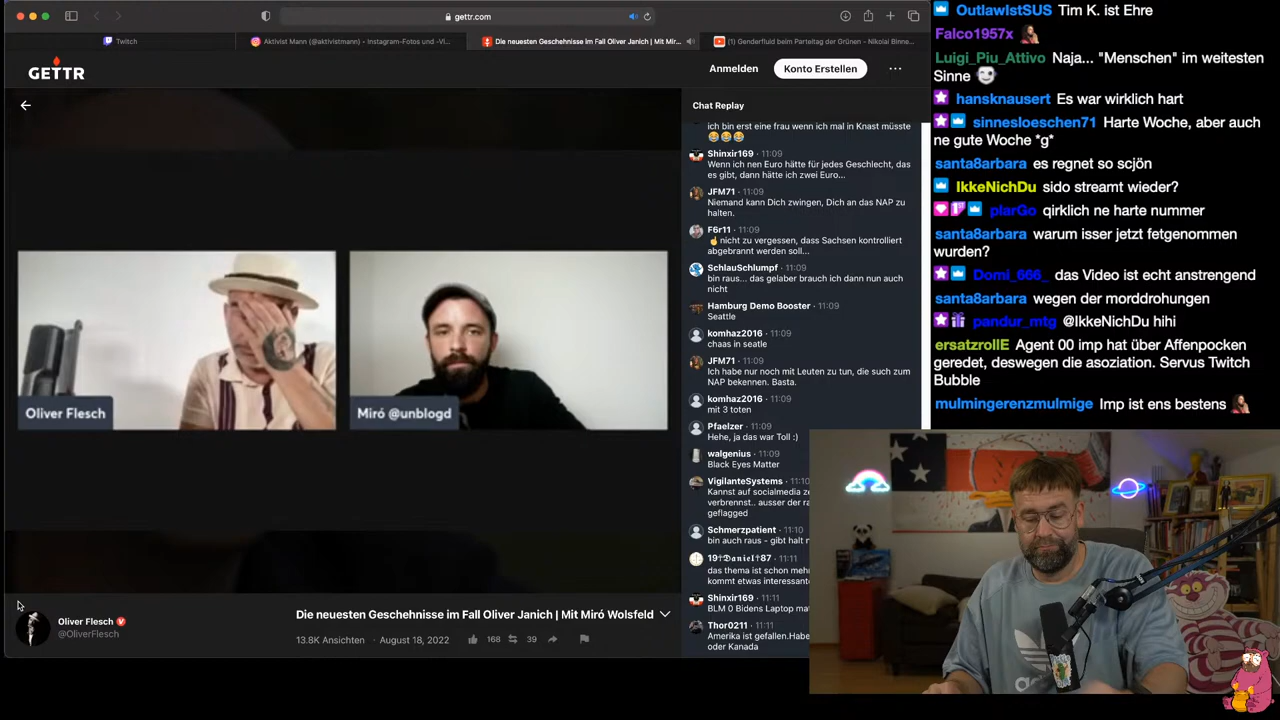 gettr.com
Twitch
Aktivist Mann (@aktivistmann) • Instagram-Fotos und -Vi...
Die neuesten Geschehnisse im Fall Oliver Janich | Mit Mir...
(1) Genderfluid beim Parteitag der Grünen - Nikolai Binne...
GETTR
Anmelden
Konto Erstellen
Chat Replay
ich bin erst eine frau wenn ich mal in Knast müsste
😂😂😂
Shinxir169 · 11:09
Wenn ich nen Euro hätte für jedes Geschlecht, das
es gibt, dann hätte ich zwei Euro...
JFM71 · 11:09
Niemand kann Dich zwingen, Dich an das NAP zu
halten.
F6r11 · 11:09
☝nicht zu vergessen, dass Sachsen kontrolliert
abgebrannt werden soll...
SchlauSchlumpf · 11:09
bin raus... das gelaber brauch ich dann nun auch
nicht
Hamburg Demo Booster · 11:09
Seattle
komhaz2016 · 11:09
chaas in seatle
JFM71 · 11:09
Ich habe nur noch mit Leuten zu tun, die such zum
NAP bekennen. Basta.
komhaz2016 · 11:09
mit 3 toten
Pfaelzer · 11:09
Hehe, ja das war Toll :)
walgenius · 11:09
Black Eyes Matter
VigilanteSystems · 11:10
Kannst auf socialmedia ze
verbrennst.. ausser der ra
geflagged
Schmerzpatient · 11:10
bin auch raus - gibt halt n
19†𝕯𝖆𝖓𝖎𝖊𝖑†87 · 11:11
das thema ist schon meh
kommt etwas interessant
Shinxir169 · 11:11
BLM 0 Bidens Laptop mat
Thor0211 · 11:11
Amerika ist gefallen.Habe
oder Kanada
Oliver Flesch
Miró @unblogd
Oliver Flesch
@OliverFlesch
Die neuesten Geschehnisse im Fall Oliver Janich | Mit Miró Wolsfeld
13.8K Ansichten · August 18, 2022
168
39
OutlawIstSUS Tim K. ist Ehre
Falco1957x
Luigi_Piu_Attivo Naja... "Menschen" im weitesten
Sinne
hansknausert Es war wirklich hart
sinnesloeschen71 Harte Woche, aber auch
ne gute Woche *g*
santa8arbara es regnet so scjön
IkkeNichDu sido streamt wieder?
plarGo qirklich ne harte nummer
santa8arbara warum isser jetzt fetgenommen
wurden?
Domi_666_ das Video ist echt anstrengend
santa8arbara wegen der morddrohungen
pandur_mtg @IkkeNichDu hihi
ersatzrollE Agent 00 imp hat über Affenpocken
geredet, deswegen die asoziation. Servus Twitch
Bubble
mulmingerenzmulmige Imp ist ens bestens
adidas